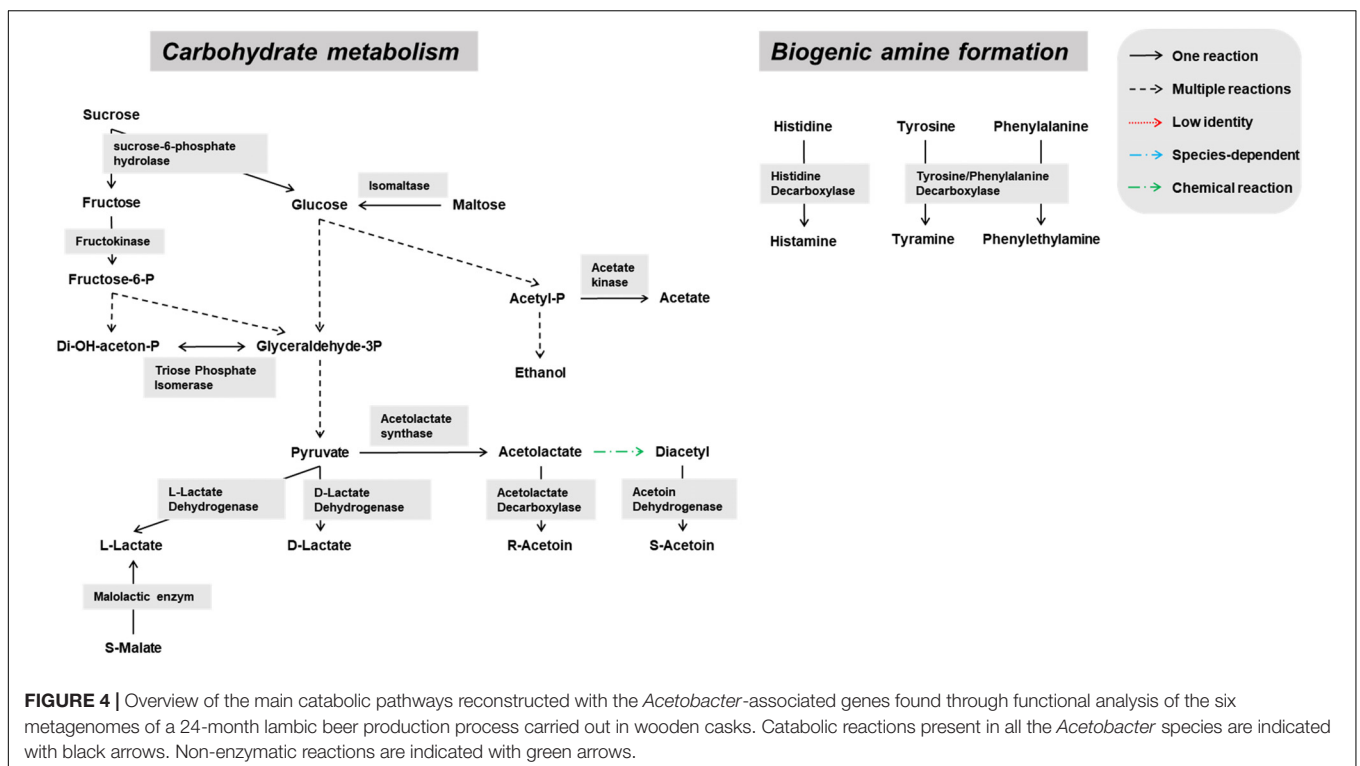 Carbohydrate metabolism
Biogenic amine formation
One reaction
Multiple reactions
Low identity
Species-dependent
Chemical reaction
Sucrose
sucrose-6-phosphate
hydrolase
Fructose
Glucose
Isomaltase
Maltose
Fructokinase
Fructose-6-P
Acetyl-P
Acetate
kinase
Acetate
Di-OH-aceton-P
Glyceraldehyde-3P
Triose Phosphate
Isomerase
Ethanol
Pyruvate
Acetolactate
synthase
Acetolactate
Diacetyl
L-Lactate
Dehydrogenase
D-Lactate
Dehydrogenase
Acetolactate
Decarboxylase
Acetoin
Dehydrogenase
L-Lactate
D-Lactate
R-Acetoin
S-Acetoin
Malolactic enzym
S-Malate
Histidine
Tyrosine
Phenylalanine
Histidine
Decarboxylase
Tyrosine/Phenylalanine
Decarboxylase
Histamine
Tyramine
Phenylethylamine
FIGURE 4 | Overview of the main catabolic pathways reconstructed with the Acetobacter-associated genes found through functional analysis of the six
metagenomes of a 24-month lambic beer production process carried out in wooden casks. Catabolic reactions present in all the Acetobacter species are indicated
with black arrows. Non-enzymatic reactions are indicated with green arrows.